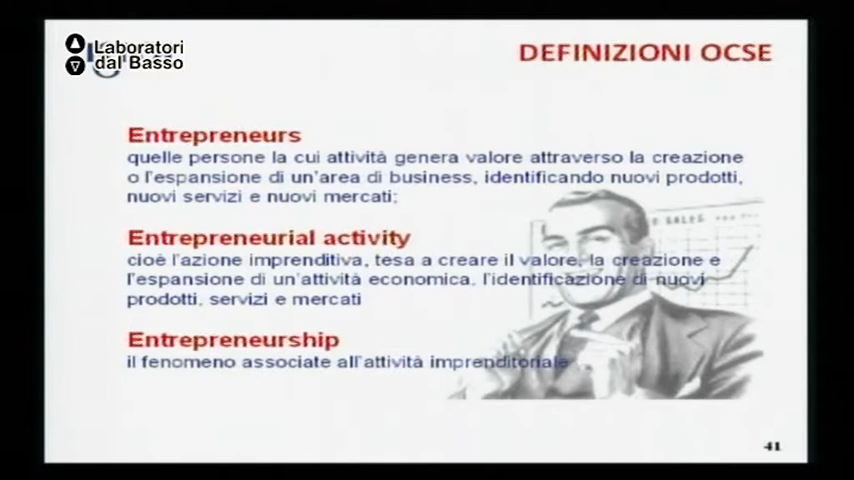 Laboratori
dal Basso
DEFINIZIONI OCSE
Entrepreneurs
quelle persone la cui attività genera valore attraverso la creazione
o l'espansione di un'area di business, identificando nuovi prodotti,
nuovi servizi e nuovi mercati;
Entrepreneurial activity
cioè l'azione imprenditiva, tesa a creare il valore, la creazione e
l'espansione di un'attività economica, l'identificazione di nuovi
prodotti, servizi e mercati
Entrepreneurship
il fenomeno associate all'attività imprenditoriale
SALES
41